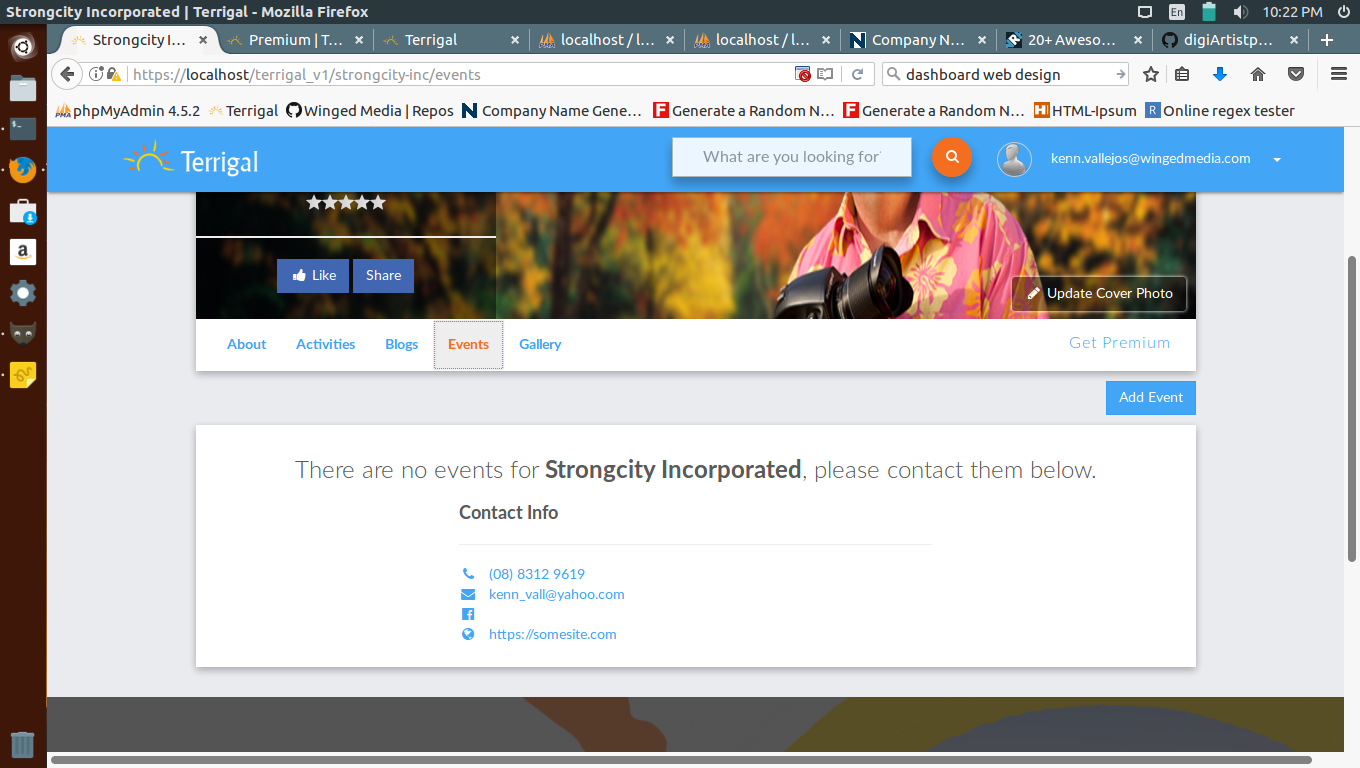 Strongcity Incorporated | Terrigal - Mozilla Firefox
En
10:22 PM
Strongcity I...
Premium | T...
Terrigal
localhost / l...
localhost / l...
Company N...
20+ Aweso...
digiArtistp...
https://localhost/terrigal_v1/strongcity-inc/events
dashboard web design
phpMyAdmin 4.5.2
Terrigal
Winged Media | Repos
Company Name Gene...
Generate a Random N...
Generate a Random N...
HTML-Ipsum
Online regex tester
Terrigal
What are you looking for
kenn.vallejos@wingedmedia.com
Like
Share
Update Cover Photo
About
Activities
Blogs
Events
Gallery
Get Premium
Add Event
There are no events for Strongcity Incorporated, please contact them below.
Contact Info
(08) 8312 9619
kenn_vall@yahoo.com
https://somesite.com